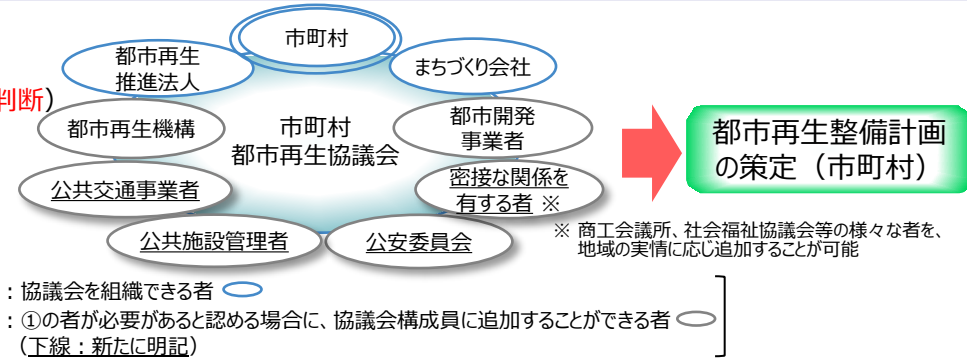 市町村
都市再生
推進法人
まちづくり会社
判断)
都市再生機構
市町村
都市再生協議会
都市開発
事業者
都市再生整備計画
の策定（市町村）
公共交通事業者
密接な関係を
有する者 ※
公共施設管理者
公安委員会
※ 商工会議所、社会福祉協議会等の様々な者を、
地域の実情に応じ追加することが可能
：協議会を組織できる者
：①の者が必要があると認める場合に、協議会構成員に追加することができる者
（下線：新たに明記）